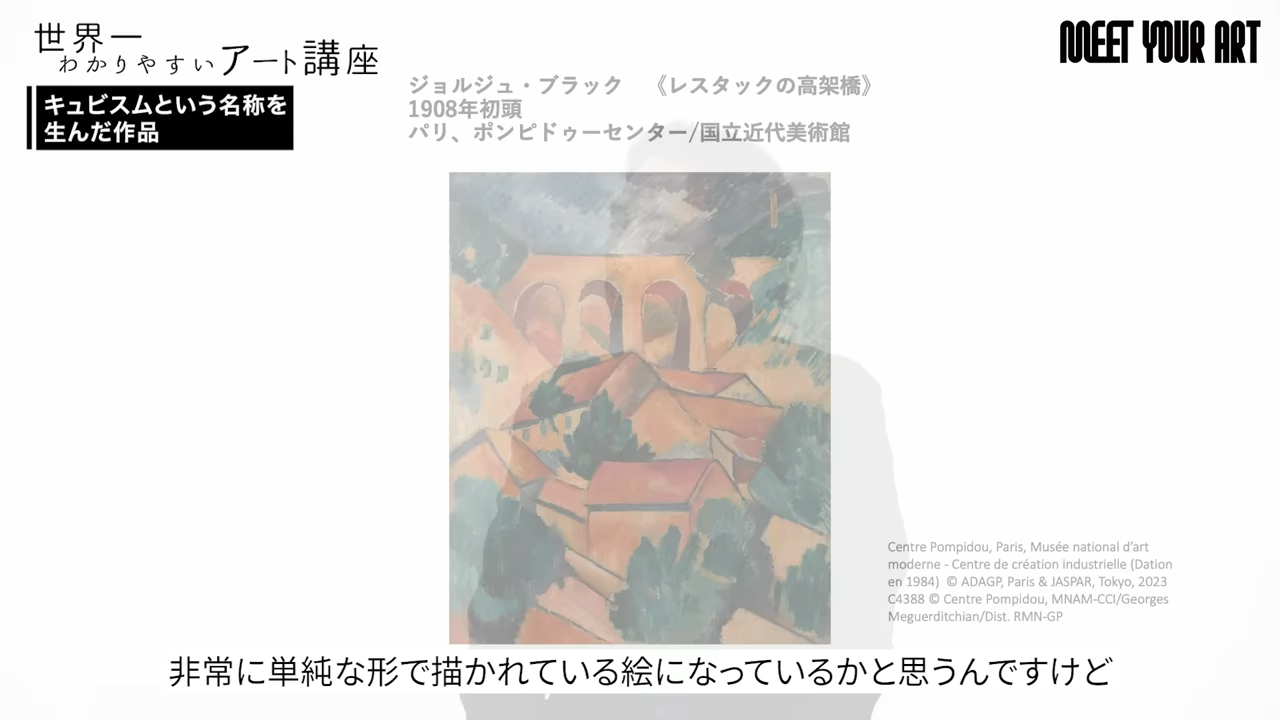 世界一
わかりやすいアート講座
MEET YOUR ART
キュビスムという名称を
生んだ作品
ジョルジュ・ブラック　《レスタックの高架橋》
1908年初頭
パリ、ポンピドゥーセンター/国立近代美術館
Centre Pompidou, Paris, Musée national d'art
moderne - Centre de création industrielle (Dation
en 1984) © ADAGP, Paris & JASPAR, Tokyo, 2023
C4388 © Centre Pompidou, MNAM-CCI/Georges
Meguerditchian/Dist. RMN-GP
非常に単純な形で描かれている絵になっているかと思うんですけど